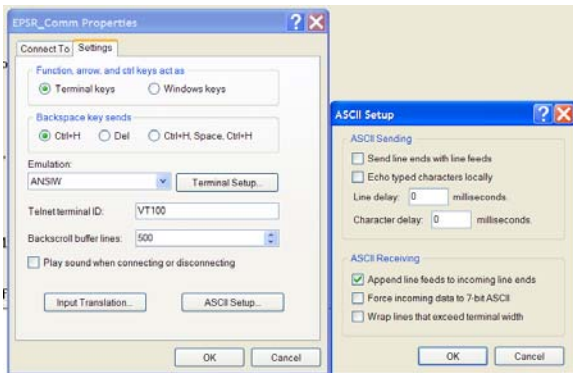 EPSR_Comm Properties
Connect To
Settings
Function, arrow, and ctrl keys act as
Terminal keys
Windows keys
Backspace key sends
Ctrl+H
Del
Ctrl+H, Space, Ctrl+H
Emulation:
ANSIW
Terminal Setup...
Telnet terminal ID:
VT100
Backscroll buffer lines:
500
Play sound when connecting or disconnecting
Input Translation...
ASCII Setup...
OK
Cancel
ASCII Setup
ASCII Sending
Send line ends with line feeds
Echo typed characters locally
Line delay: 0 milliseconds.
Character delay: 0 milliseconds.
ASCII Receiving
Append line feeds to incoming line ends
Force incoming data to 7-bit ASCII
Wrap lines that exceed terminal width
OK
Cancel